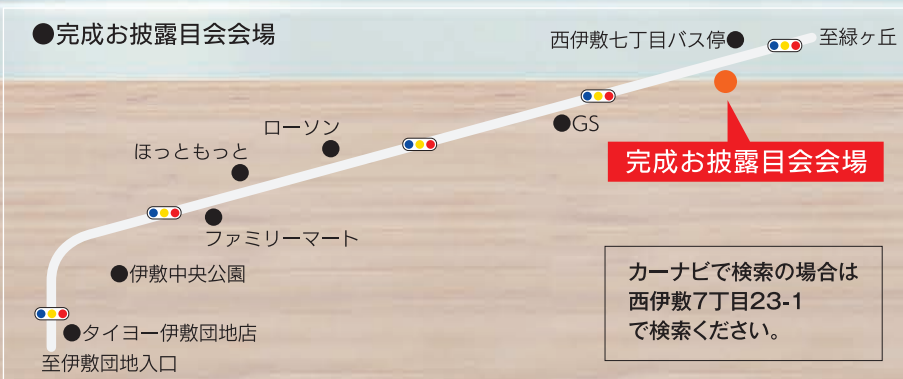 ●完成お披露目会会場
西伊敷七丁目バス停●
至緑ヶ丘
●GS
ローソン
ほっともっと
完成お披露目会会場
ファミリーマート
●伊敷中央公園
カーナビで検索の場合は
西伊敷7丁目23-1
で検索ください。
●タイヨー伊敷団地店
至伊敷団地入口